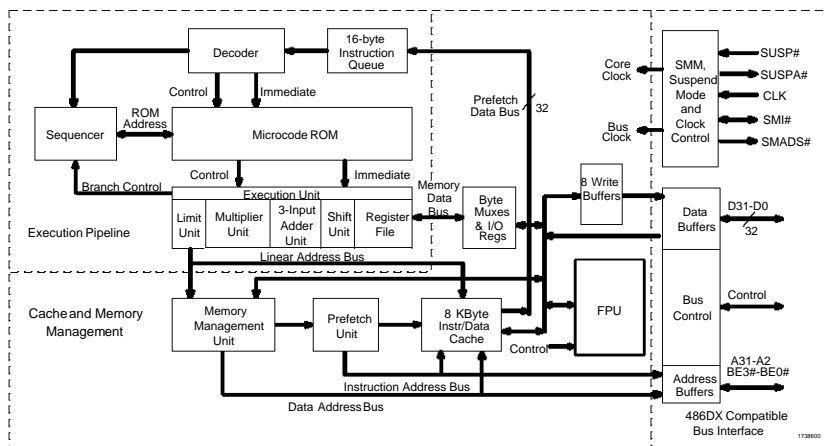 Decoder
16-byte
Instruction
Queue
Control
Immediate
ROM
Address
Sequencer
Microcode ROM
Control
Immediate
Branch Control
Execution Unit
Limit
Unit
Multiplier
Unit
3-Input
Adder
Unit
Shift
Unit
Register
File
Execution Pipeline
Linear Address Bus
Memory
Data
Bus
Byte
Muxes
& I/O
Regs
Prefetch
Data Bus
32
8 Write
Buffers
Core
Clock
Bus
Clock
SMM,
Suspend
Mode
and
Clock
Control
SUSP#
SUSPA#
CLK
SMI#
SMADS#
Data
Buffers
D31-D0
32
Bus
Control
Control
Address
Buffers
A31-A2
BE3#-BE0#
486DX Compatible
Bus Interface
Cache and Memory
Management
Memory
Management
Unit
Prefetch
Unit
8 KByte
Instr/Data
Cache
FPU
Control
Instruction Address Bus
Data Address Bus
1738600